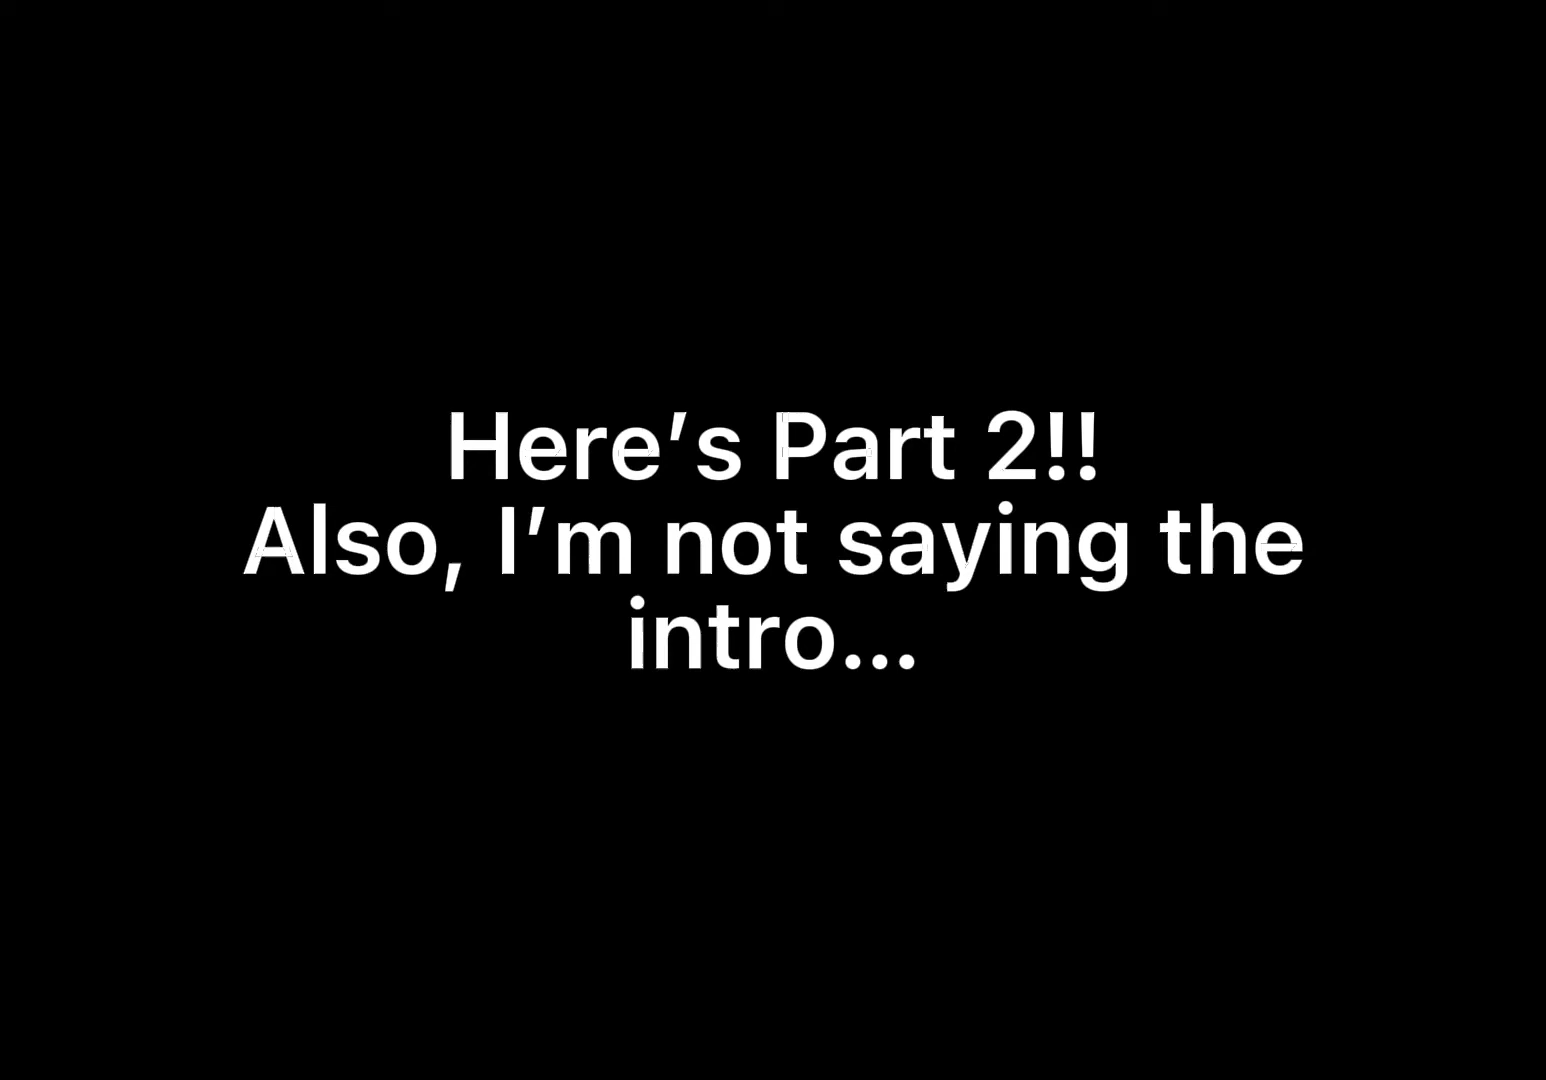 Here’s Part 2!!
Also, I’m not saying the
intro...